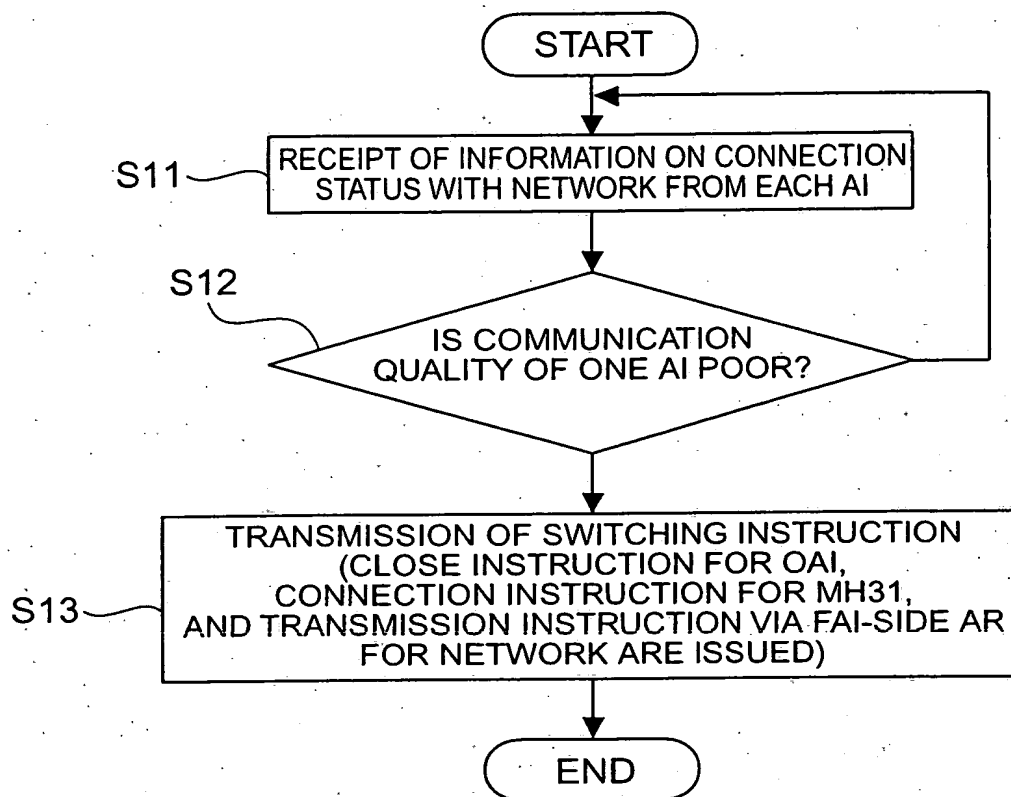 START
S11
RECEIPT OF INFORMATION ON CONNECTION
STATUS WITH NETWORK FROM EACH AI
S12
IS COMMUNICATION
QUALITY OF ONE AI POOR?
S13
TRANSMISSION OF SWITCHING INSTRUCTION
(CLOSE INSTRUCTION FOR OAI,
CONNECTION INSTRUCTION FOR MH31,
AND TRANSMISSION INSTRUCTION VIA FAI-SIDE AR
FOR NETWORK ARE ISSUED)
END